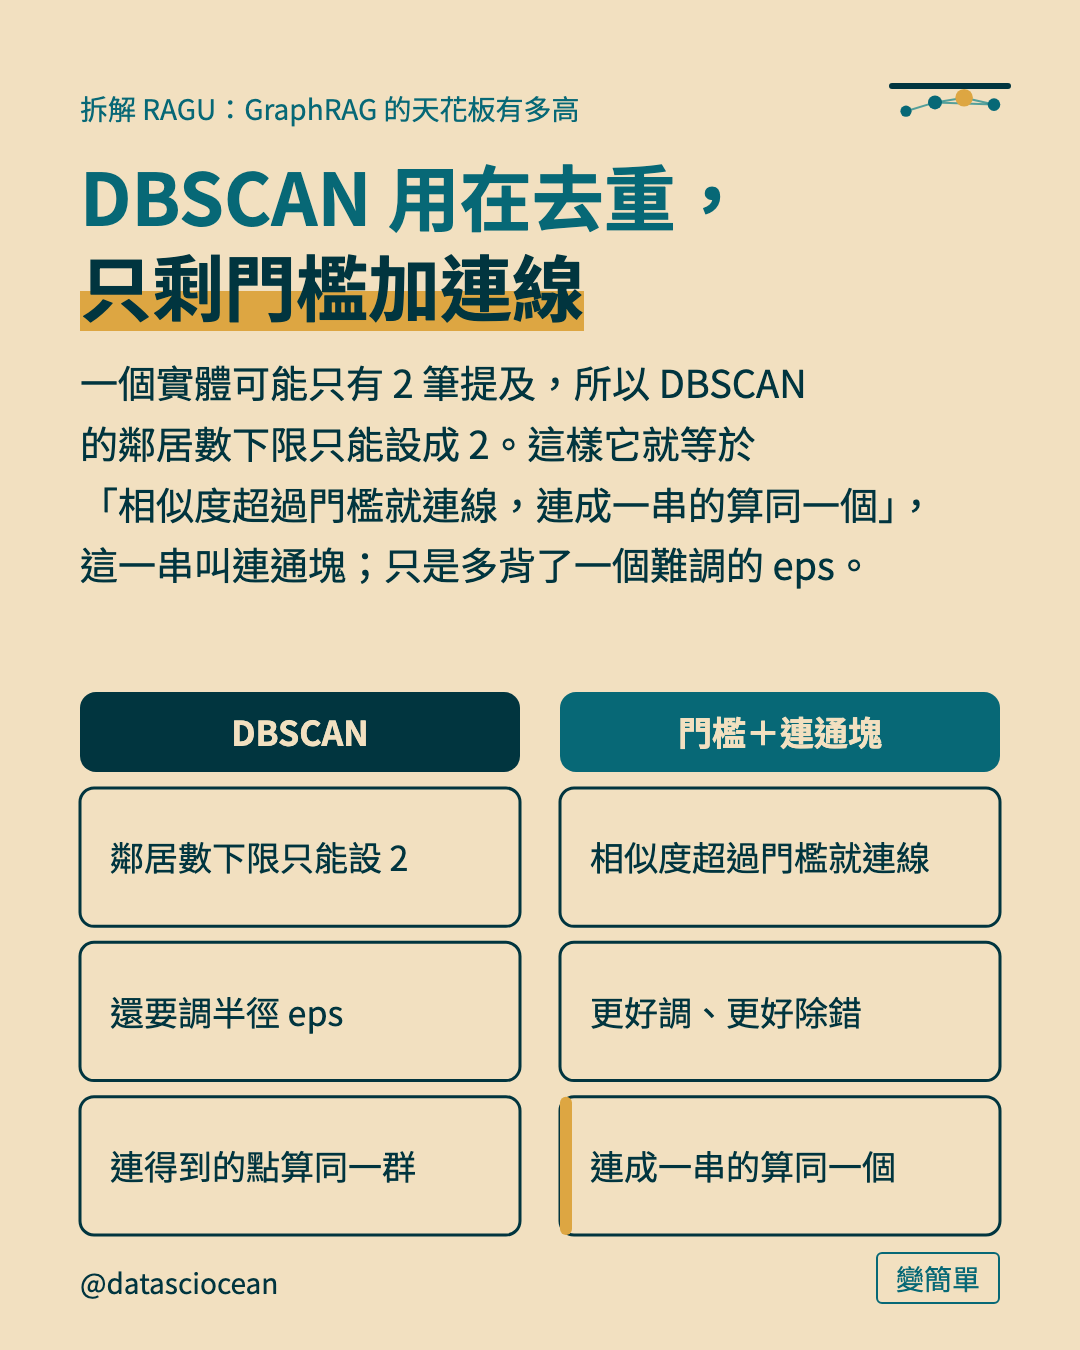 拆解 RAGU：GraphRAG 的天花板有多高
DBSCAN 用在去重，
只剩門檻加連線
一個實體可能只有 2 筆提及，所以 DBSCAN
的鄰居數下限只能設成 2。這樣它就等於
「相似度超過門檻就連線，連成一串的算同一個」，
這一串叫連通塊；只是多背了一個難調的 eps。
DBSCAN
門檻＋連通塊
鄰居數下限只能設 2
相似度超過門檻就連線
還要調半徑 eps
更好調、更好除錯
連得到的點算同一群
連成一串的算同一個
@datasciocean
變簡單